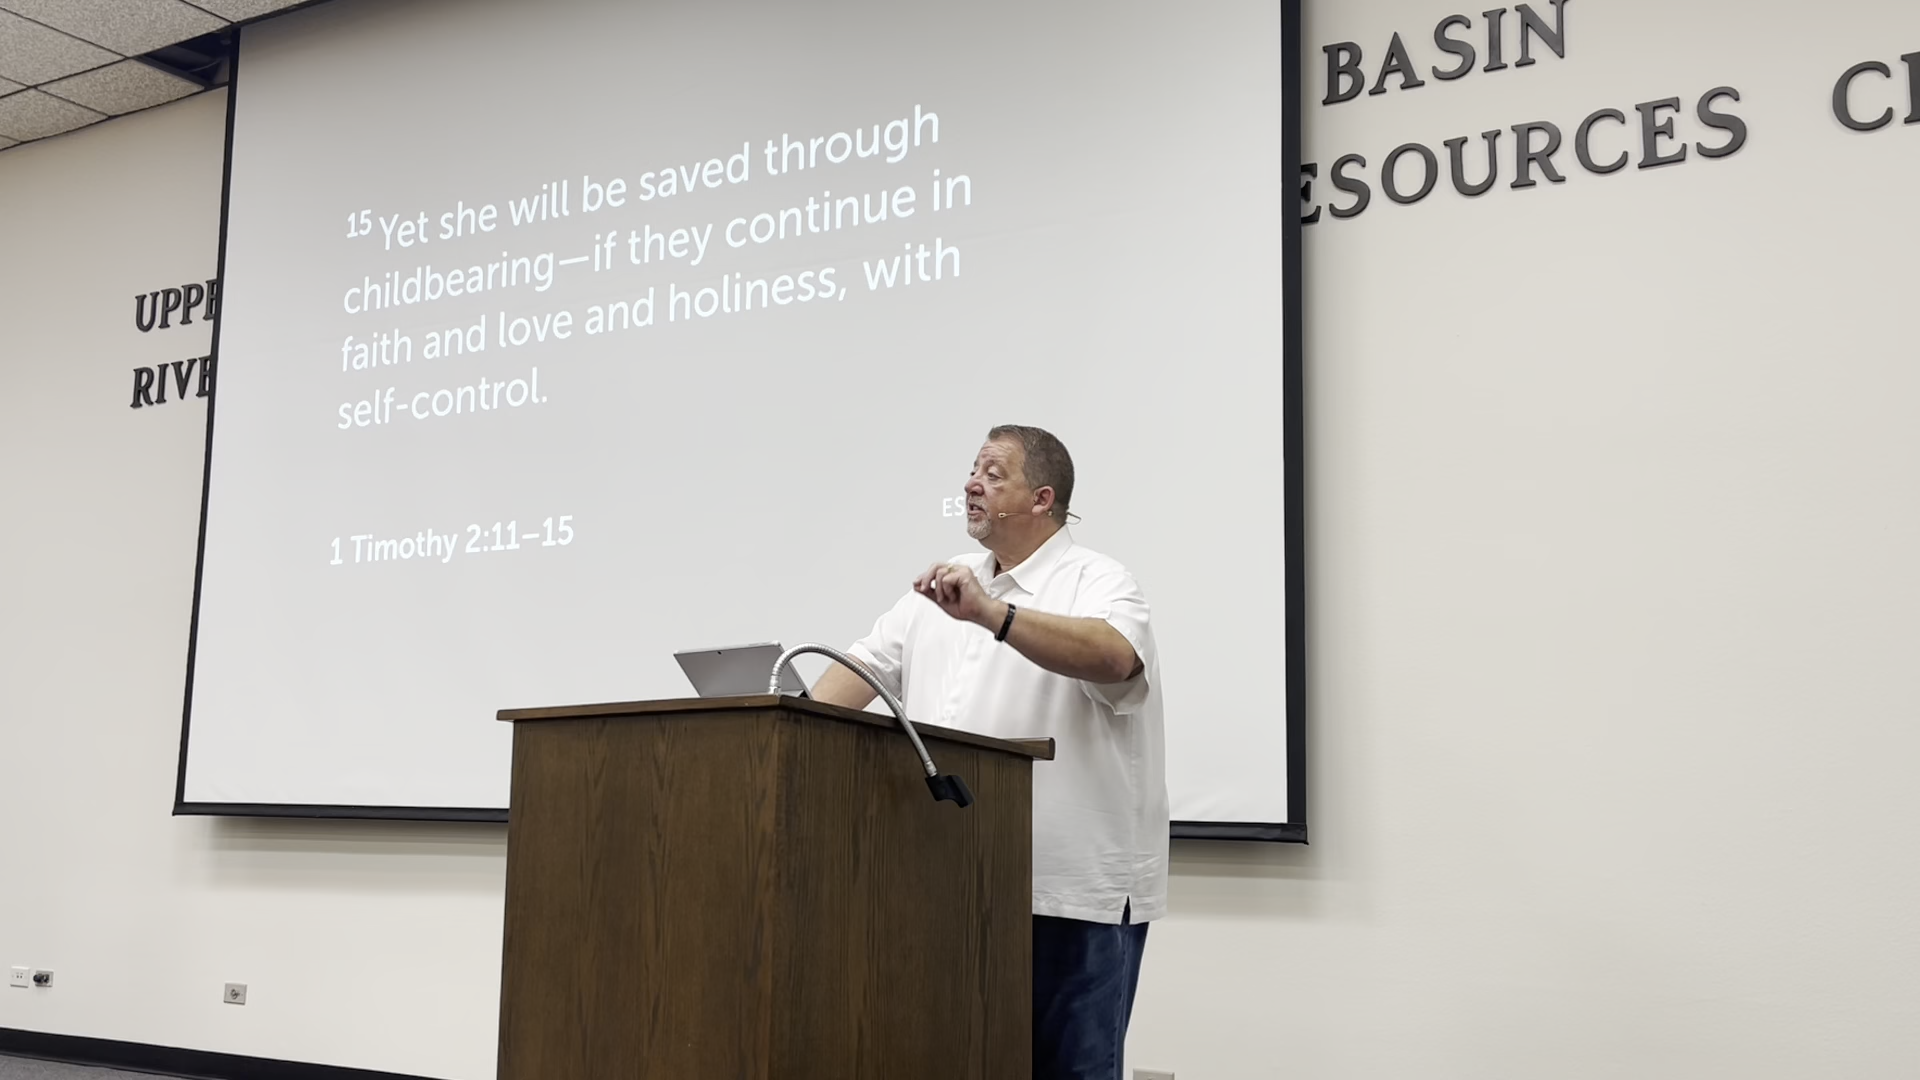 BASIN
ESOURCES
UPPE
RIVE
15 Yet she will be saved through
childbearing—if they continue in
faith and love and holiness, with
self-control.
ES
1 Timothy 2:11–15